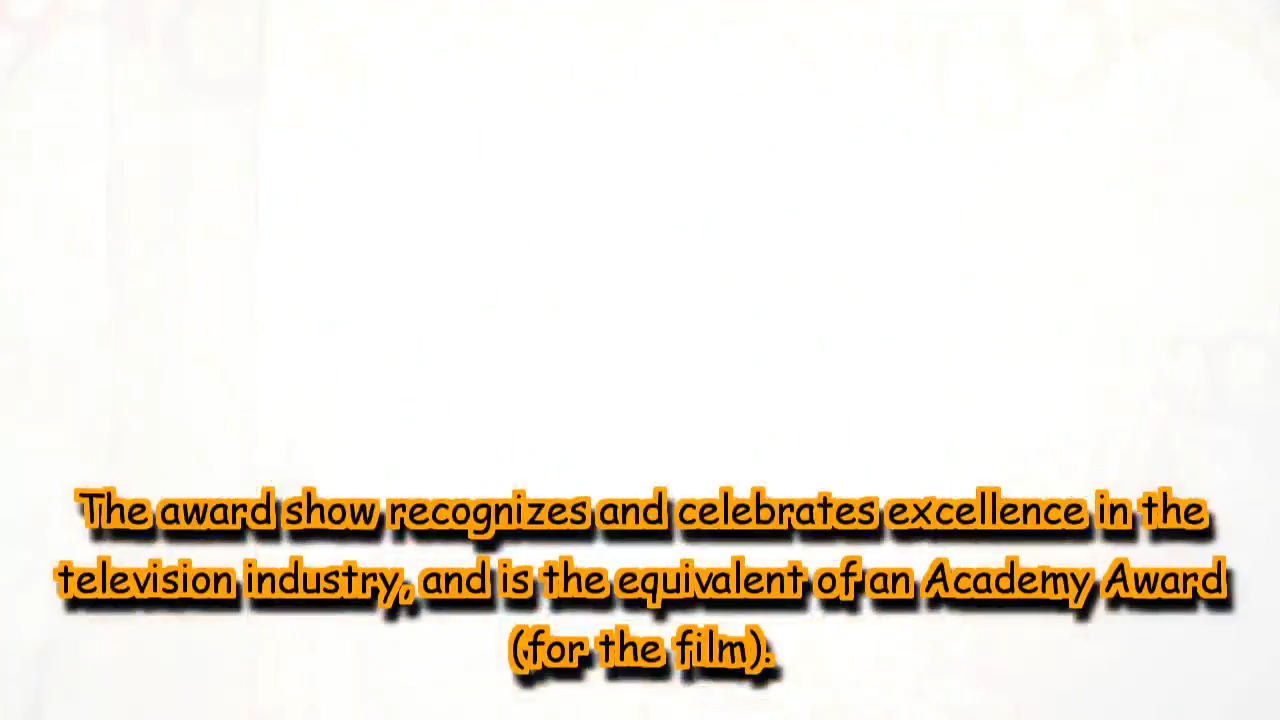 The award show recognizes and celebrates excellence in the
television industry, and is the equivalent of an Academy Award
(for the film).